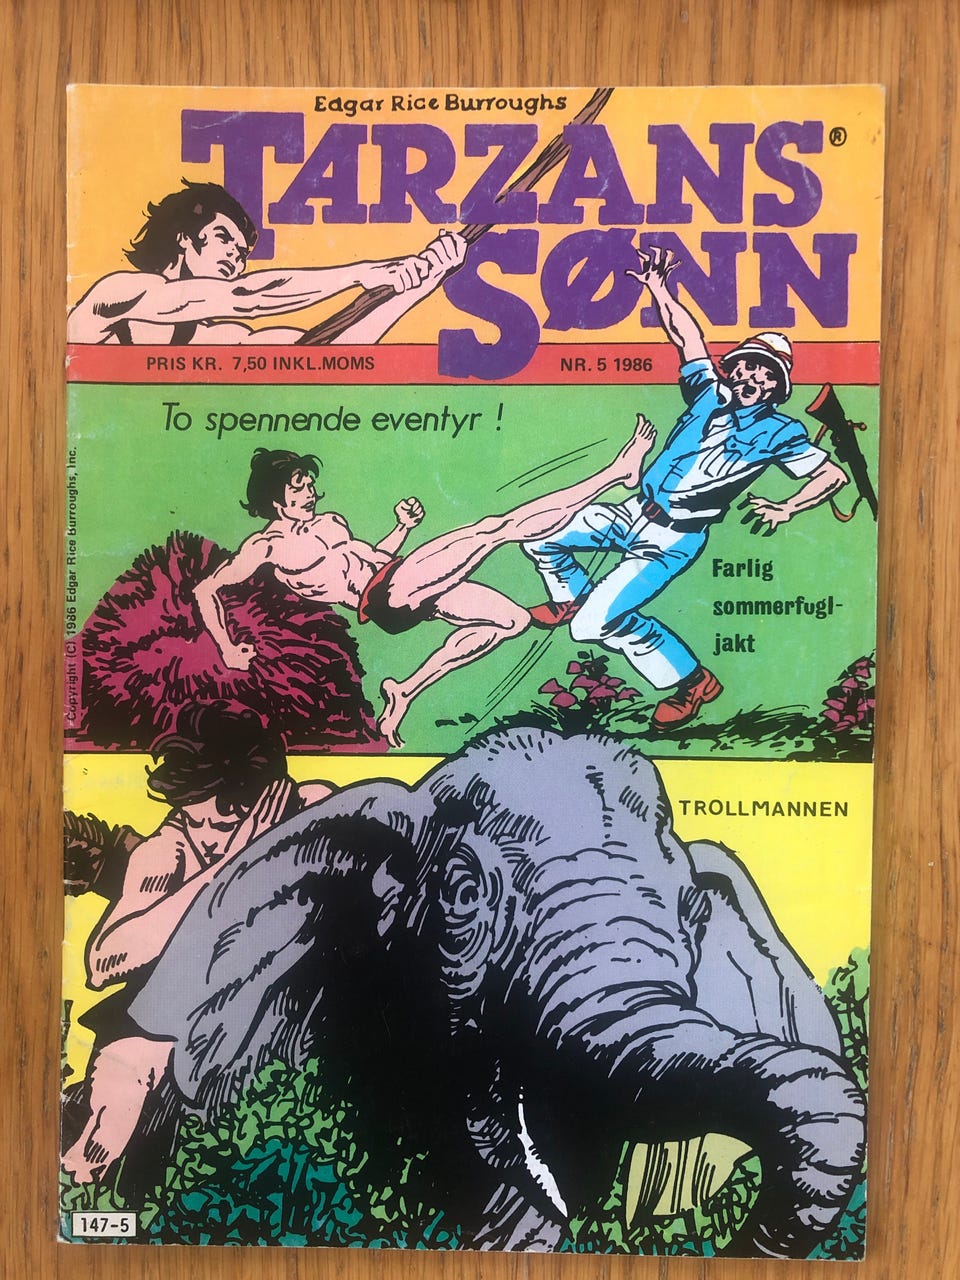 Edgar Rice Burroughs
TARZANS®
SØNN
PRIS KR. 7,50 INKL.MOMS
NR. 5 1986
To spennende eventyr !
Farlig
sommerfugl-
jakt
Copyright (C) 1986 Edgar Rice Burroughs, Inc.
TROLLMANNEN
147-5